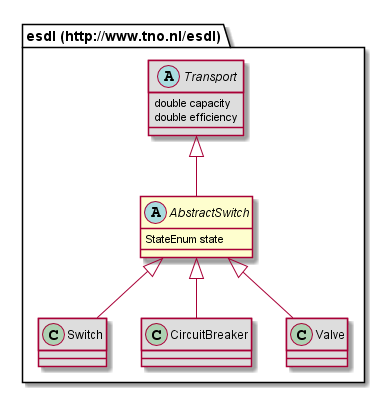 esdl (http://www.tno.nl/esdl)
A Transport
double capacity
double efficiency
A AbstractSwitch
StateEnum state
C Switch
C CircuitBreaker
C Valve